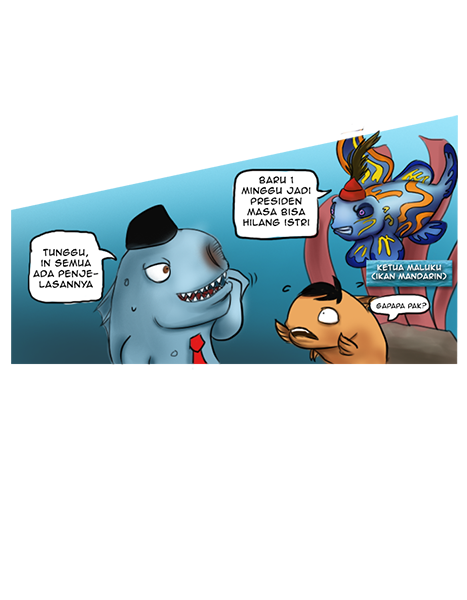 TUNGGU,
IN SEMUA
ADA PENJE-
LASANNYA
BARU 1
MINGGU JADI
PRESIDEN
MASA BISA
HILANG ISTRI
KETUA MALUKU
(IKAN MANDARIN)
GAPAPA PAK?